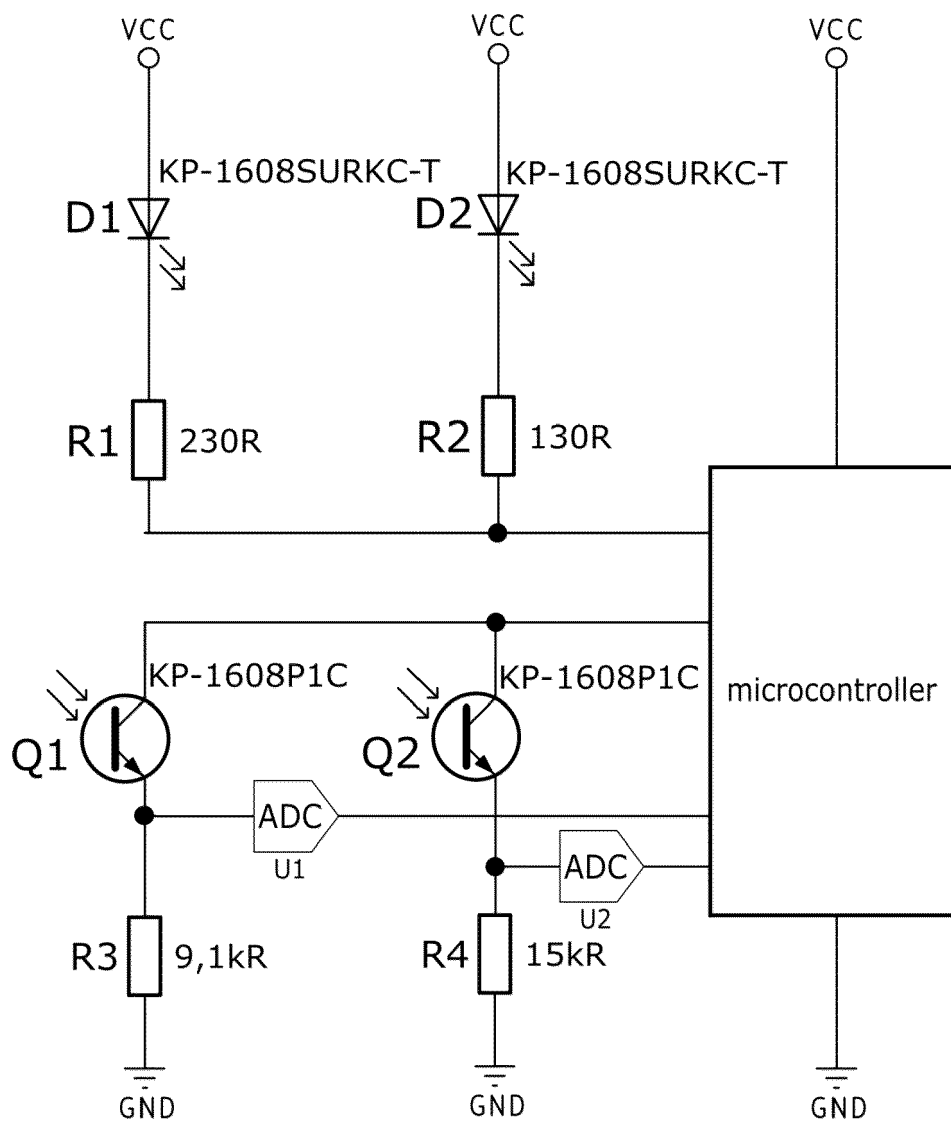 VCC
VCC
VCC
KP-1608SURKC-T
KP-1608SURKC-T
D1
D2
R1
230R
R2
130R
KP-1608P1C
KP-1608P1C
microcontroller
Q1
Q2
ADC
U1
ADC
U2
R3
9,1kR
R4
15kR
GND
GND
GND